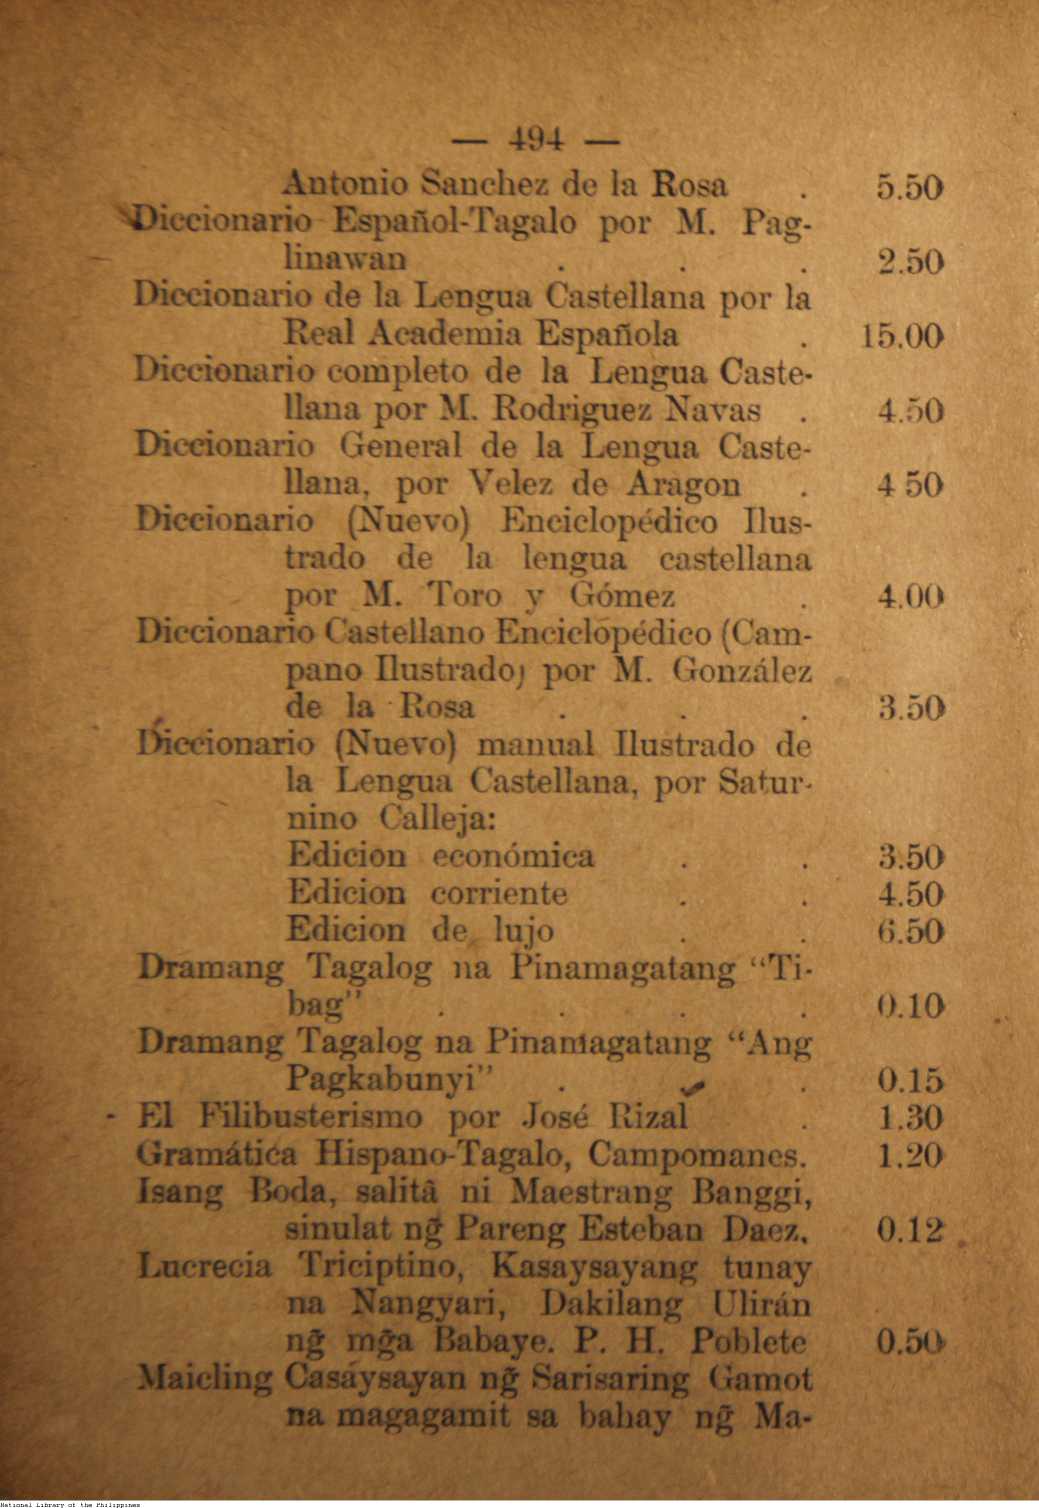 — 494 —
Antonio Sanchez de la Rosa . 5.50
Diccionario Español-Tagalo por M. Pag-
linawan . . . 2.50
Diccionario de la Lengua Castellana por la
Real Academia Española . 15.00
Diccionario completo de la Lengua Caste-
llana por M. Rodriguez Navas . 4.50
Diccionario General de la Lengua Caste-
llana, por Velez de Aragon . 4 50
Diccionario (Nuevo) Enciclopédico Ilus-
trado de la lengua castellana
por M. Toro y Gómez . 4.00
Diccionario Castellano Enciclopédico (Cam-
pano Ilustrado) por M. González
de la Rosa . . . 3.50
Diccionario (Nuevo) manual Ilustrado de
la Lengua Castellana, por Satur-
nino Calleja:
Edicion económica . . 3.50
Edicion corriente . . 4.50
Edicion de lujo . . 6.50
Dramang Tagalog na Pinamagatang “Ti-
bag” . . . . 0.10
Dramang Tagalog na Pinamagatang “Ang
Pagkabunyi” . . . 0.15
El Filibusterismo por José Rizal . 1.30
Gramática Hispano-Tagalo, Campomanes. 1.20
Isang Boda, salitâ ni Maestrang Banggi,
sinulat ng̃ Pareng Esteban Daez. 0.12
Lucrecia Triciptino, Kasaysayang tunay
na Nangyari, Dakilang Ulirán
ng̃ mg̃a Babaye. P. H. Poblete 0.50
Maicling Casáysayan ng̃ Sarisaring Gamot
na magagamit sa bahay ng̃ Ma-
National Library of the Philippines